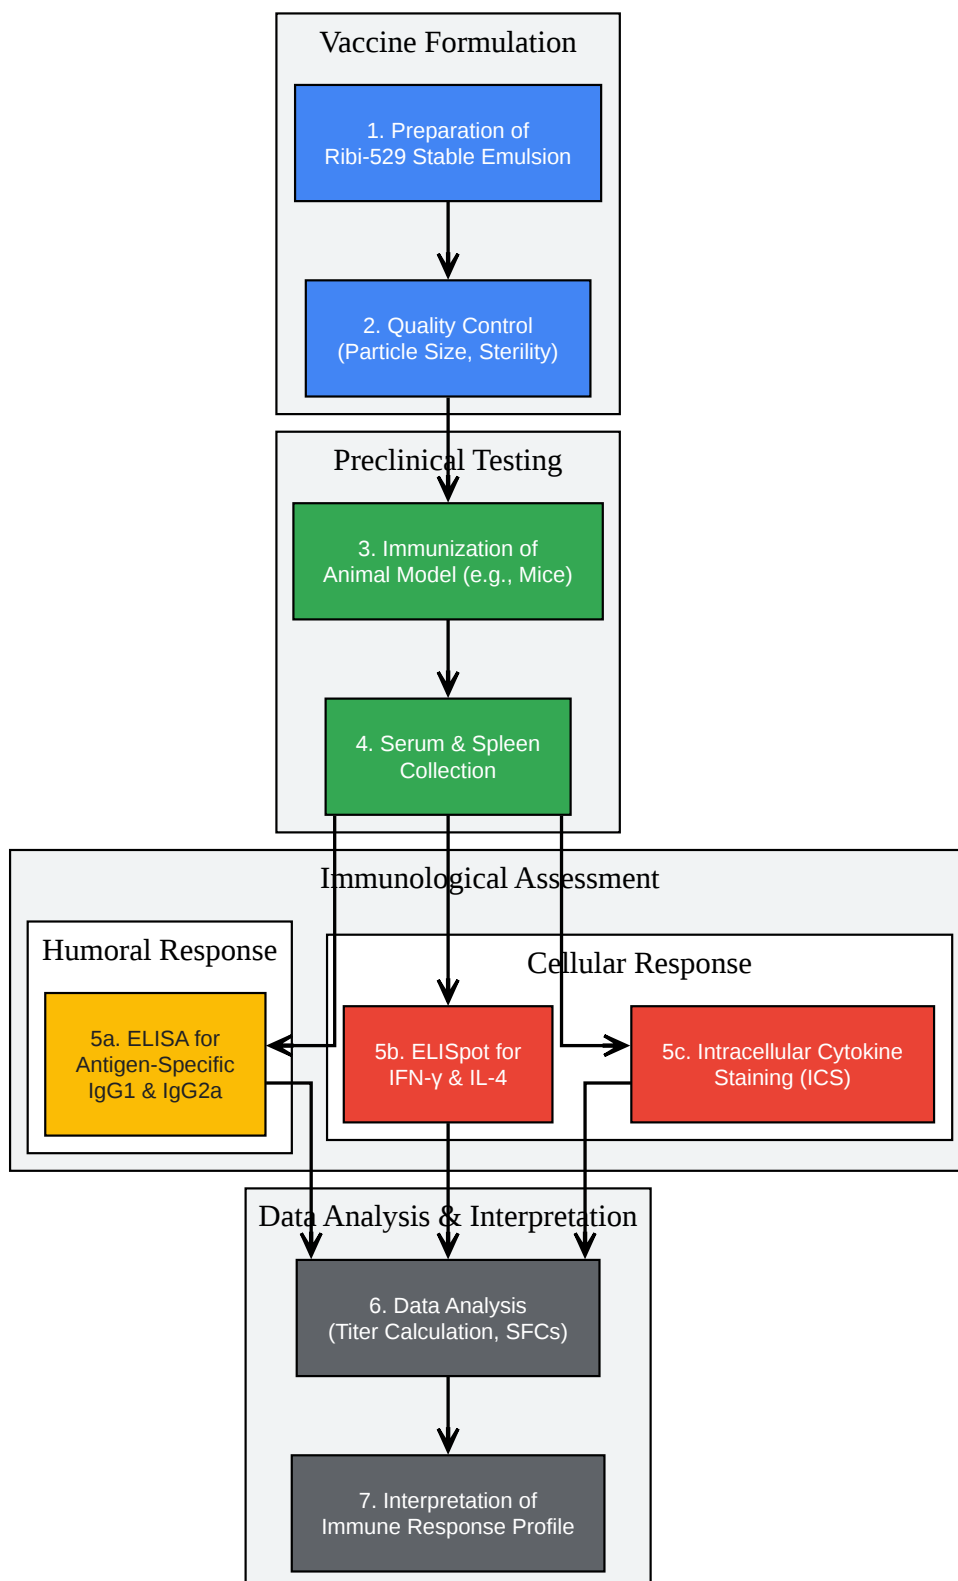 Vaccine Formulation
1. Preparation of
Ribi-529 Stable Emulsion
2. Quality Control
(Particle Size, Sterility)
Preclinical Testing
3. Immunization of
Animal Model (e.g., Mice)
4. Serum & Spleen
Collection
Immunological Assessment
Humoral Response
5a. ELISA for
Antigen-Specific
IgG1 & IgG2a
Cellular Response
5b. ELISpot for
IFN-γ & IL-4
5c. Intracellular Cytokine
Staining (ICS)
Data Analysis & Interpretation
6. Data Analysis
(Titer Calculation, SFCs)
7. Interpretation of
Immune Response Profile